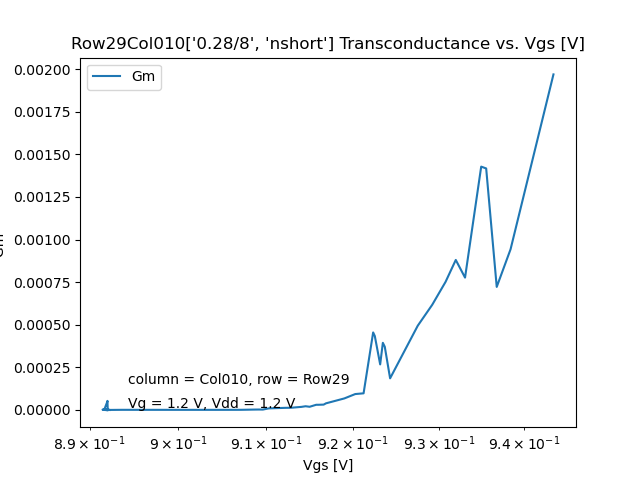 Row29Col010['0.28/8', 'nshort'] Transconductance vs. Vgs [V]
Gm
0.00200
0.00175
0.00150
0.00125
0.00100
0.00075
0.00050
0.00025
0.00000
column = Col010, row = Row29
Vg = 1.2 V, Vdd = 1.2 V
8.9 × 10⁻¹ 9 × 10⁻¹ 9.1 × 10⁻¹ 9.2 × 10⁻¹ 9.3 × 10⁻¹ 9.4 × 10⁻¹
Vgs [V]